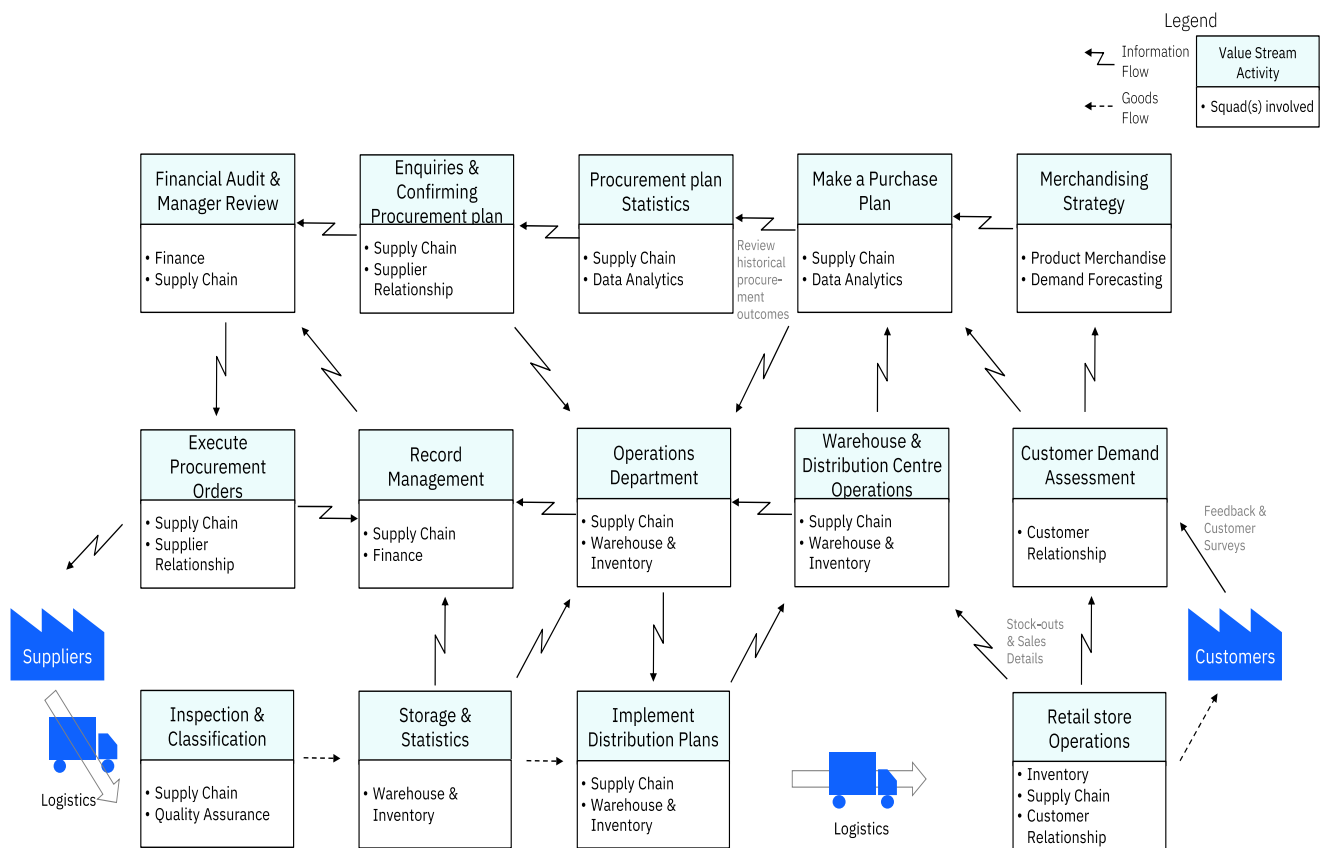 Legend
Information
Flow
Goods
Flow
Value Stream
Activity
• Squad(s) involved
Financial Audit &
Manager Review
• Finance
• Supply Chain
Enquiries &
Confirming
Procurement plan
• Supply Chain
• Supplier
Relationship
Procurement plan
Statistics
• Supply Chain
• Data Analytics
Review
historical
procure-
ment
outcomes
Make a Purchase
Plan
• Supply Chain
• Data Analytics
Merchandising
Strategy
• Product Merchandise
• Demand Forecasting
Execute
Procurement
Orders
• Supply Chain
• Supplier
Relationship
Record
Management
• Supply Chain
• Finance
Operations
Department
• Supply Chain
• Warehouse &
Inventory
Warehouse &
Distribution Centre
Operations
• Supply Chain
• Warehouse &
Inventory
Customer Demand
Assessment
• Customer
Relationship
Feedback &
Customer
Surveys
Suppliers
Stock-outs
& Sales
Details
Customers
Logistics
Inspection &
Classification
• Supply Chain
• Quality Assurance
Storage &
Statistics
• Warehouse &
Inventory
Implement
Distribution Plans
• Supply Chain
• Warehouse &
Inventory
Logistics
Retail store
Operations
• Inventory
• Supply Chain
• Customer
Relationship